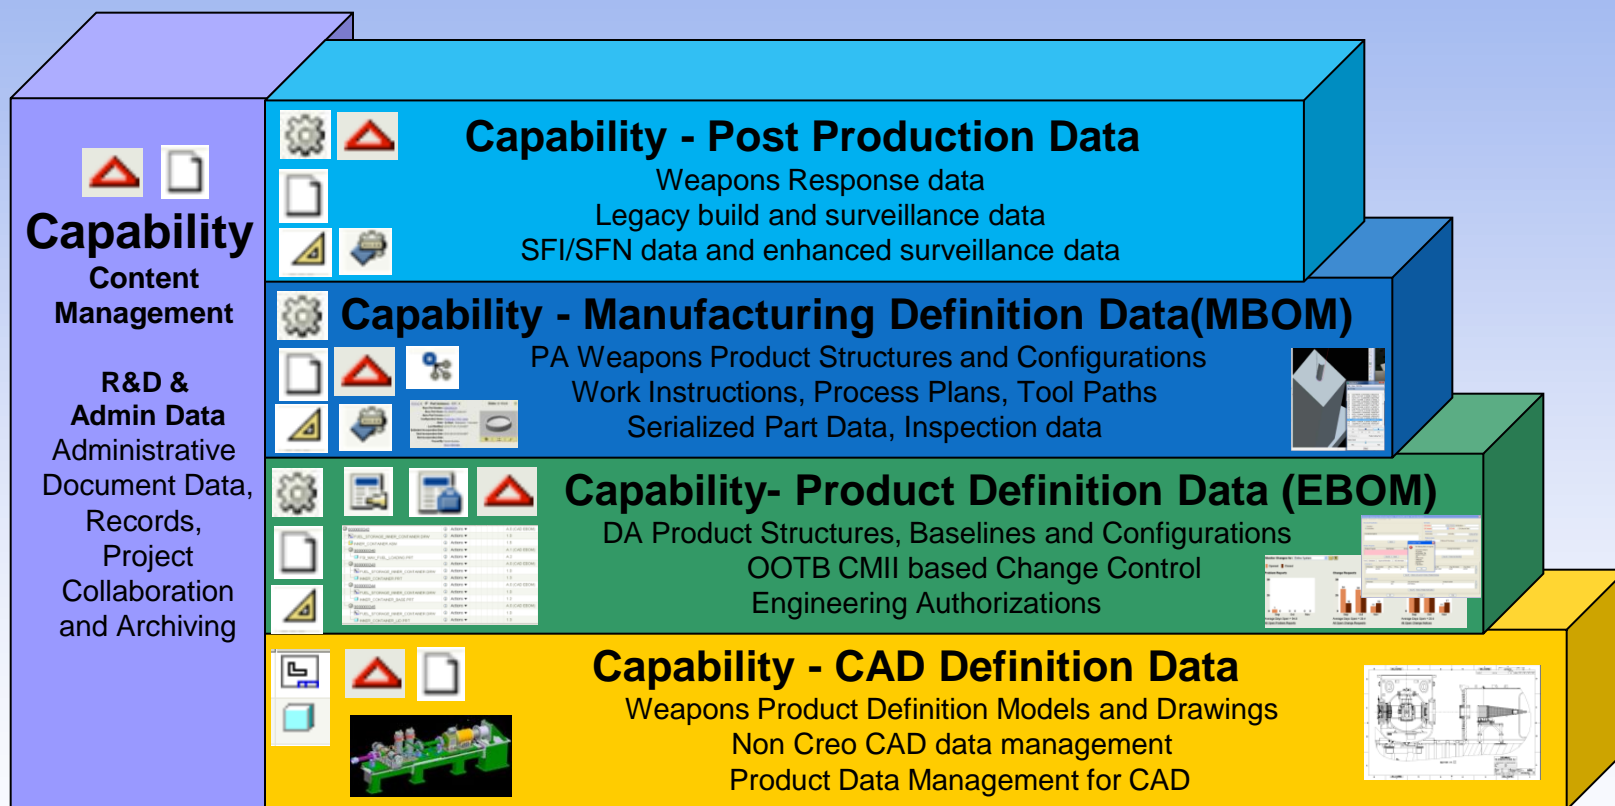 Capability
Content
Management
R&D &
Admin Data
Administrative
Document Data,
Records,
Project
Collaboration
and Archiving
Capability - Post Production Data
Weapons Response data
Legacy build and surveillance data
SFI/SFN data and enhanced surveillance data
Capability - Manufacturing Definition Data(MBOM)
PA Weapons Product Structures and Configurations
Work Instructions, Process Plans, Tool Paths
Serialized Part Data, Inspection data
Capability- Product Definition Data (EBOM)
DA Product Structures, Baselines and Configurations
OOTB CMII based Change Control
Engineering Authorizations
Capability - CAD Definition Data
Weapons Product Definition Models and Drawings
Non Creo CAD data management
Product Data Management for CAD